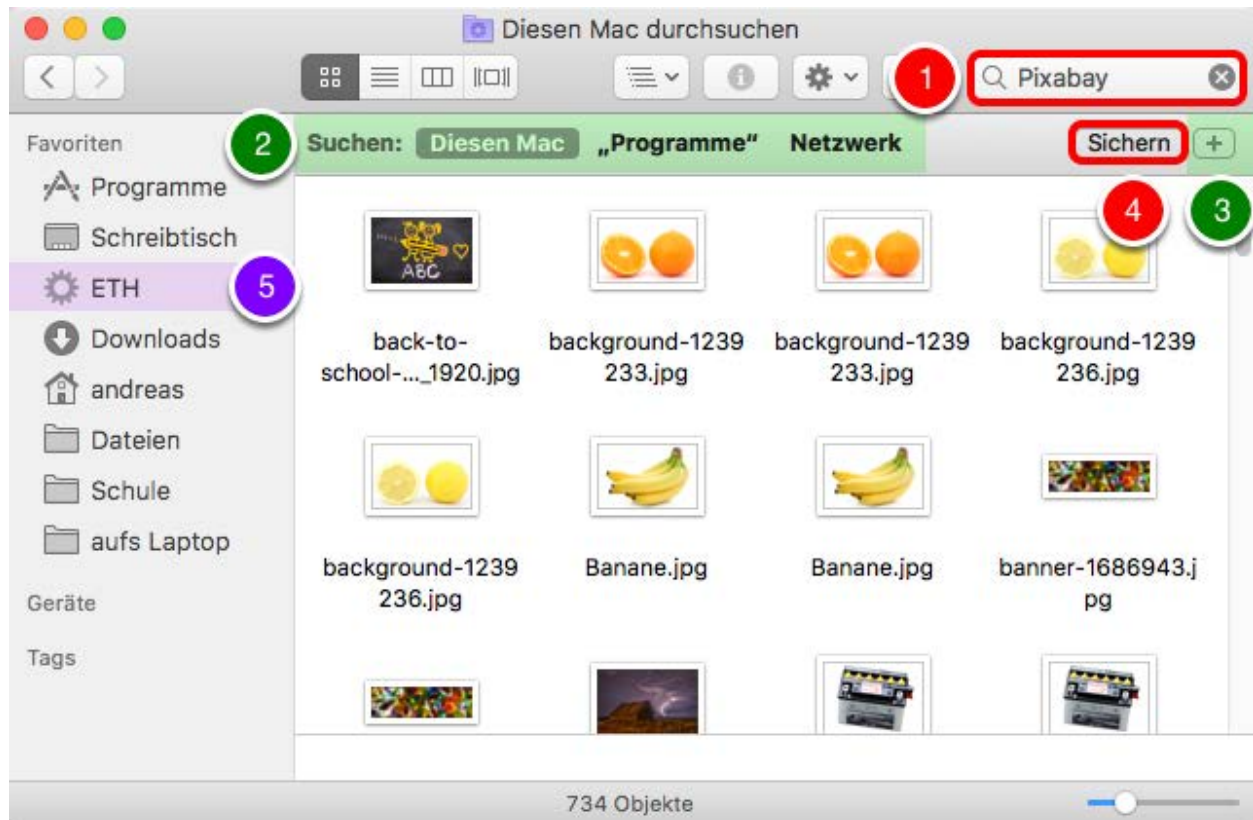 Diesen Mac durchsuchen
1
Pixabay
Favoriten
2
Suchen: Diesen Mac „Programme“ Netzwerk
Sichern
+
Programme
4
3
Schreibtisch
ABC
ETH
5
Downloads
back-to-
school-..._1920.jpg
background-1239
233.jpg
background-1239
233.jpg
background-1239
236.jpg
andreas
Dateien
Schule
aufs Laptop
background-1239
236.jpg
Banane.jpg
Banane.jpg
banner-1686943.j
pg
Geräte
Tags
734 Objekte